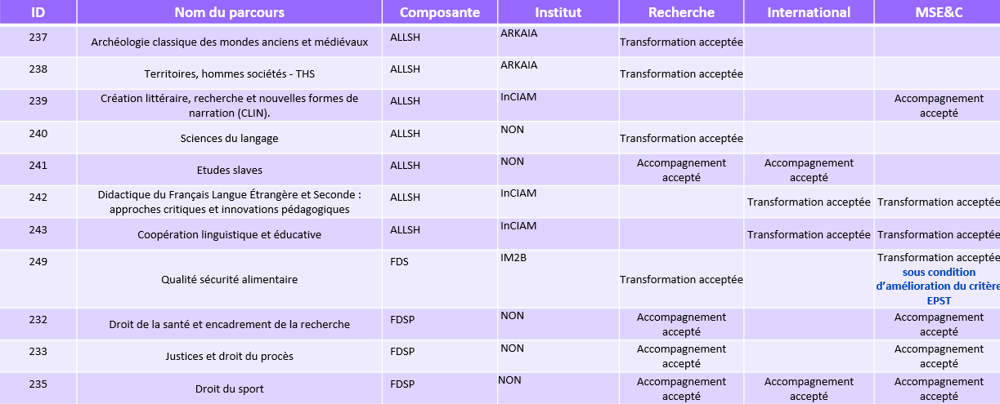 ID Nom du parcours Composante Institut Recherche International MSE&C
237 Archéologie classique des mondes anciens et médiévaux ALLSH ARKAIA Transformation acceptée
238 Territoires, hommes sociétés - THS ALLSH ARKAIA Transformation acceptée
239 Création littéraire, recherche et nouvelles formes de ALLSH InCIAM Accompagnement
narration (CLIN). accepté
240 Sciences du langage ALLSH NON Transformation acceptée
241 Etudes slaves ALLSH NON Accompagnement Accompagnement
accepté accepté
242 Didactique du Français Langue Étrangère et Seconde : ALLSH InCIAM Transformation acceptée Transformation acceptée
approches critiques et innovations pédagogiques
243 Coopération linguistique et éducative ALLSH InCIAM Transformation acceptée Transformation acceptée
249 Qualité sécurité alimentaire FDS IM2B Transformation acceptée Transformation acceptée
sous condition
d’amélioration du critère
EPST
232 Droit de la santé et encadrement de la recherche FDSP NON Accompagnement Accompagnement
accepté accepté
233 Justices et droit du procès FDSP NON Accompagnement Accompagnement
accepté accepté
235 Droit du sport FDSP NON Accompagnement Accompagnement Accompagnement
accepté accepté accepté